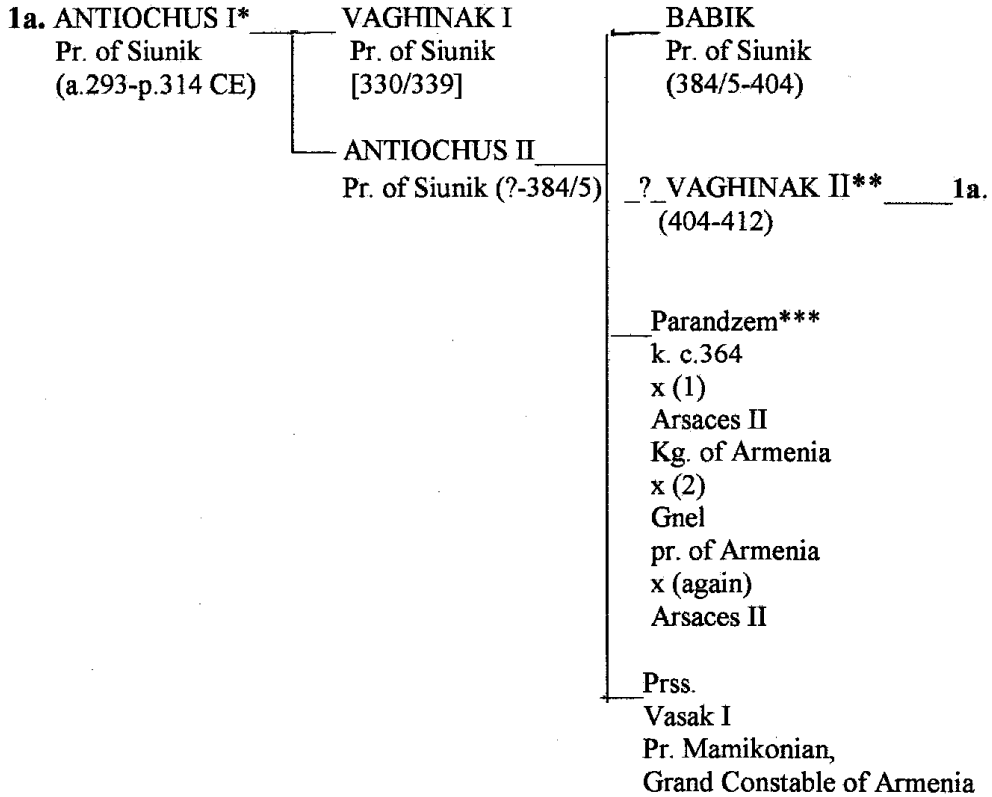 1a. ANTIOCHUS I*
Pr. of Siunik
(a.293-p.314 CE)
VAGHINAK I
Pr. of Siunik
[330/339]
ANTIOCHUS II
Pr. of Siunik (?-384/5)
BABIK
Pr. of Siunik
(384/5-404)
_?_VAGHINAK II** 1a.
(404-412)
Parandzem***
k. c.364
x (1)
Arsaces II
Kg. of Armenia
x (2)
Gnel
pr. of Armenia
x (again)
Arsaces II
Prss.
Vasak I
Pr. Mamikonian,
Grand Constable of Armenia